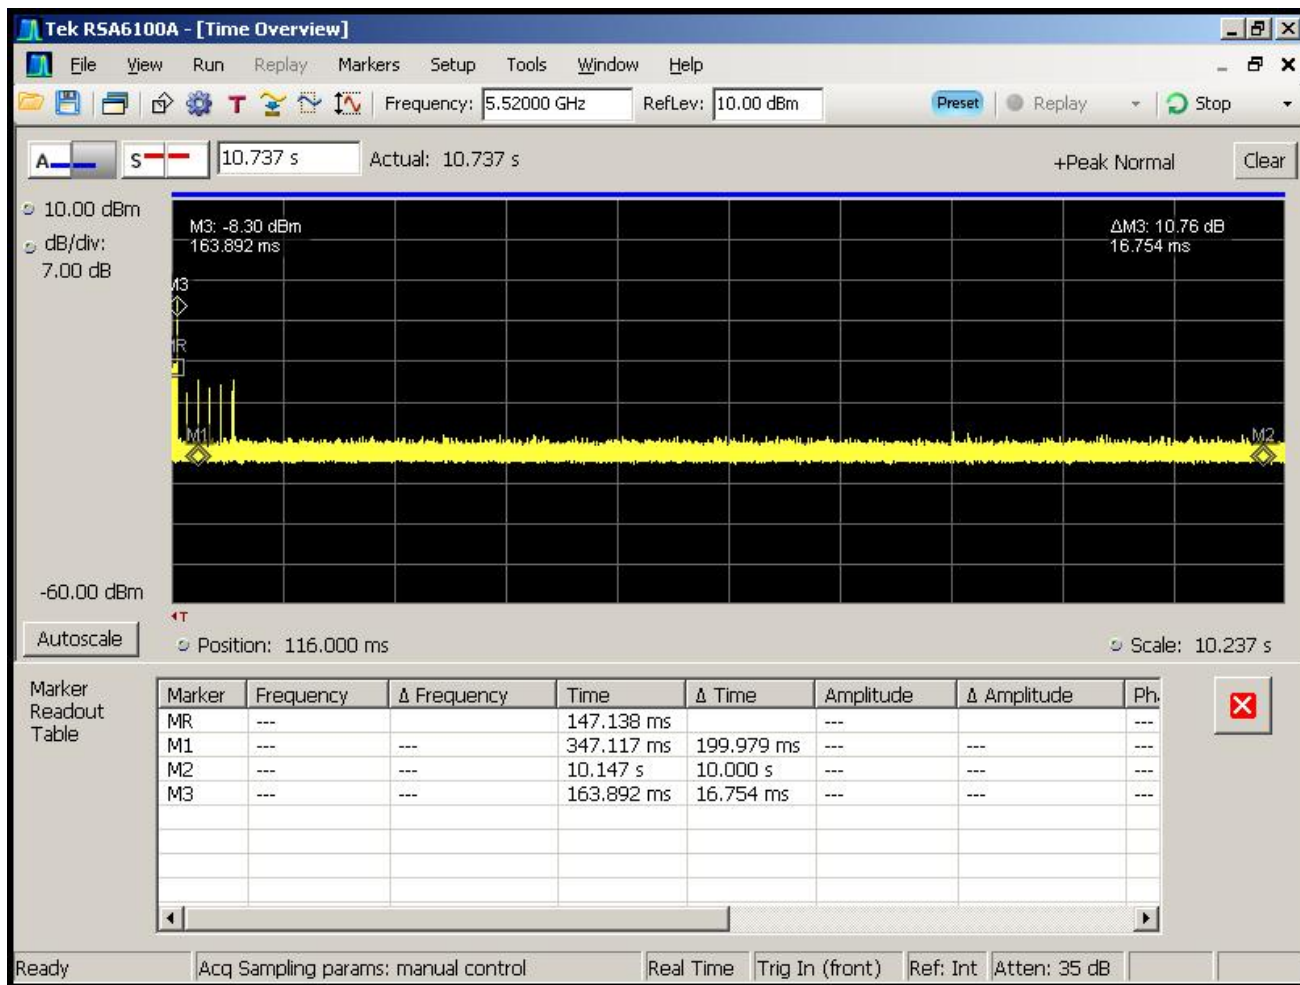 Tek RSA6100A - [Time Overview]
File View Run Replay Markers Setup Tools Window Help
Frequency: 5.52000 GHz RefLev: 10.00 dBm Preset Replay Stop
A S 10.737 s Actual: 10.737 s +Peak Normal Clear
10.00 dBm
dB/div:
7.00 dB
M3: -8.30 dBm
163.892 ms
ΔM3: 10.76 dB
16.754 ms
M3
MR
M1
M2
-60.00 dBm
T
Autoscale
Position: 116.000 ms
Scale: 10.237 s
Marker
Readout
Table
Marker Frequency Δ Frequency Time Δ Time Amplitude Δ Amplitude
MR --- 147.138 ms --- ---
M1 --- --- 347.117 ms 199.979 ms --- --- ---
M2 --- --- 10.147 s 10.000 s --- --- ---
M3 --- --- 163.892 ms 16.754 ms --- --- ---
Ready Acq Sampling params: manual control Real Time Trig In (front) Ref: Int Atten: 35 dB